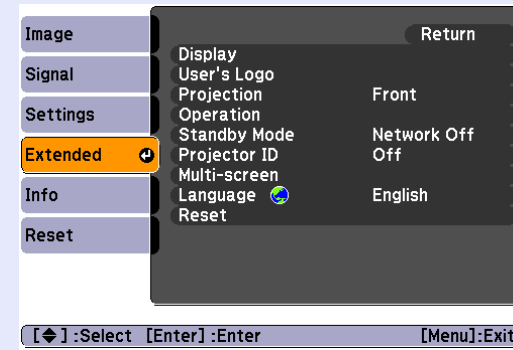 Image
Signal
Settings
Extended
Info
Reset
Return
Display
User's Logo
Projection Front
Operation
Standby Mode Network Off
Projector ID Off
Multi-screen
Language English
Reset
[◆] :Select [Enter] :Enter [Menu]:Exit